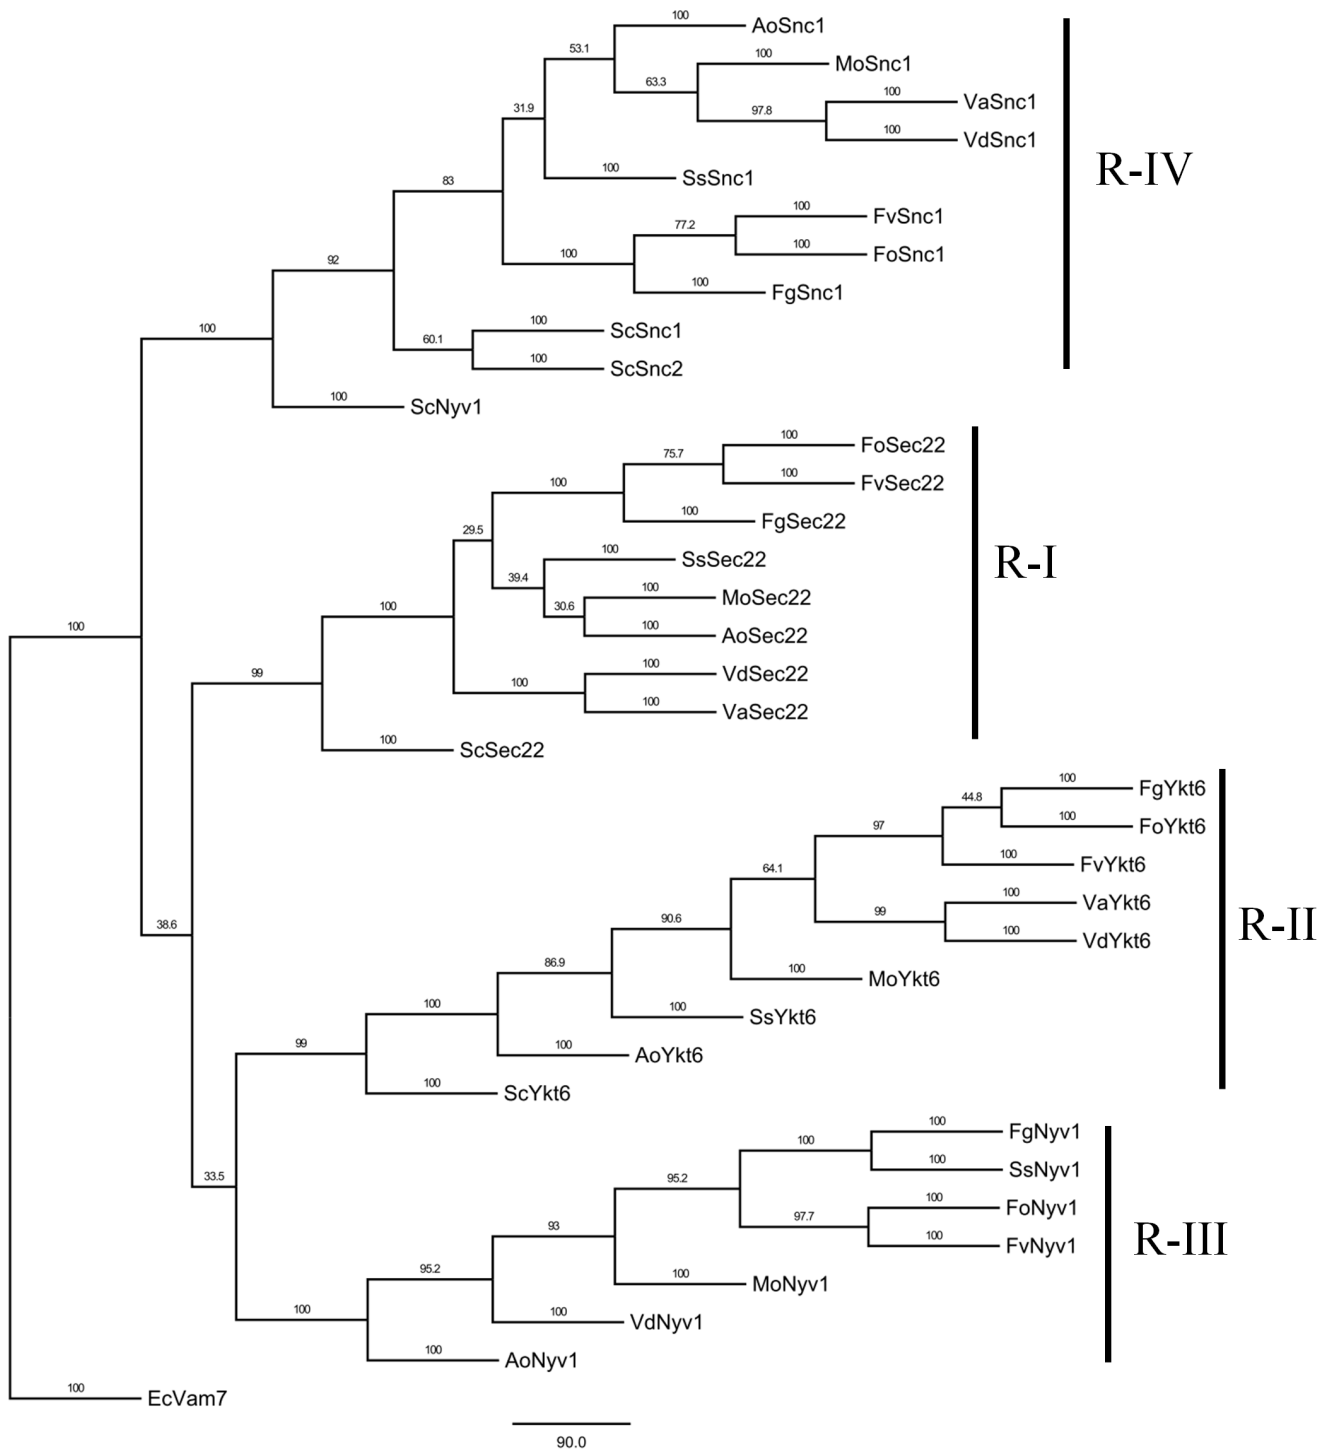 100
AoSnc1
53.1
100
MoSnc1
63.3
100
VaSnc1
31.9
97.8
100
VdSnc1
R-IV
100
SsSnc1
83
100
FvSnc1
77.2
100
FoSnc1
92
100
100
FgSnc1
100
100
ScSnc1
60.1
100
ScSnc2
100
ScNyv1
100
FoSec22
75.7
100
FvSec22
100
100
FgSec22
29.5
100
SsSec22
R-I
39.4
100
MoSec22
100
30.6
100
AoSec22
100
99
100
VdSec22
100
100
VaSec22
100
ScSec22
100
FgYkt6
44.8
100
FoYkt6
97
100
FvYkt6
64.1
100
VaYkt6
99
R-II
38.6
90.6
100
VdYkt6
86.9
100
MoYkt6
100
100
SsYkt6
99
100
AoYkt6
100
ScYkt6
100
FgNyv1
100
100
SsNyv1
33.5
95.2
100
FoNyv1
97.7
R-III
93
100
FvNyv1
95.2
100
MoNyv1
100
100
VdNyv1
100
AoNyv1
100
EcVam7
90.0